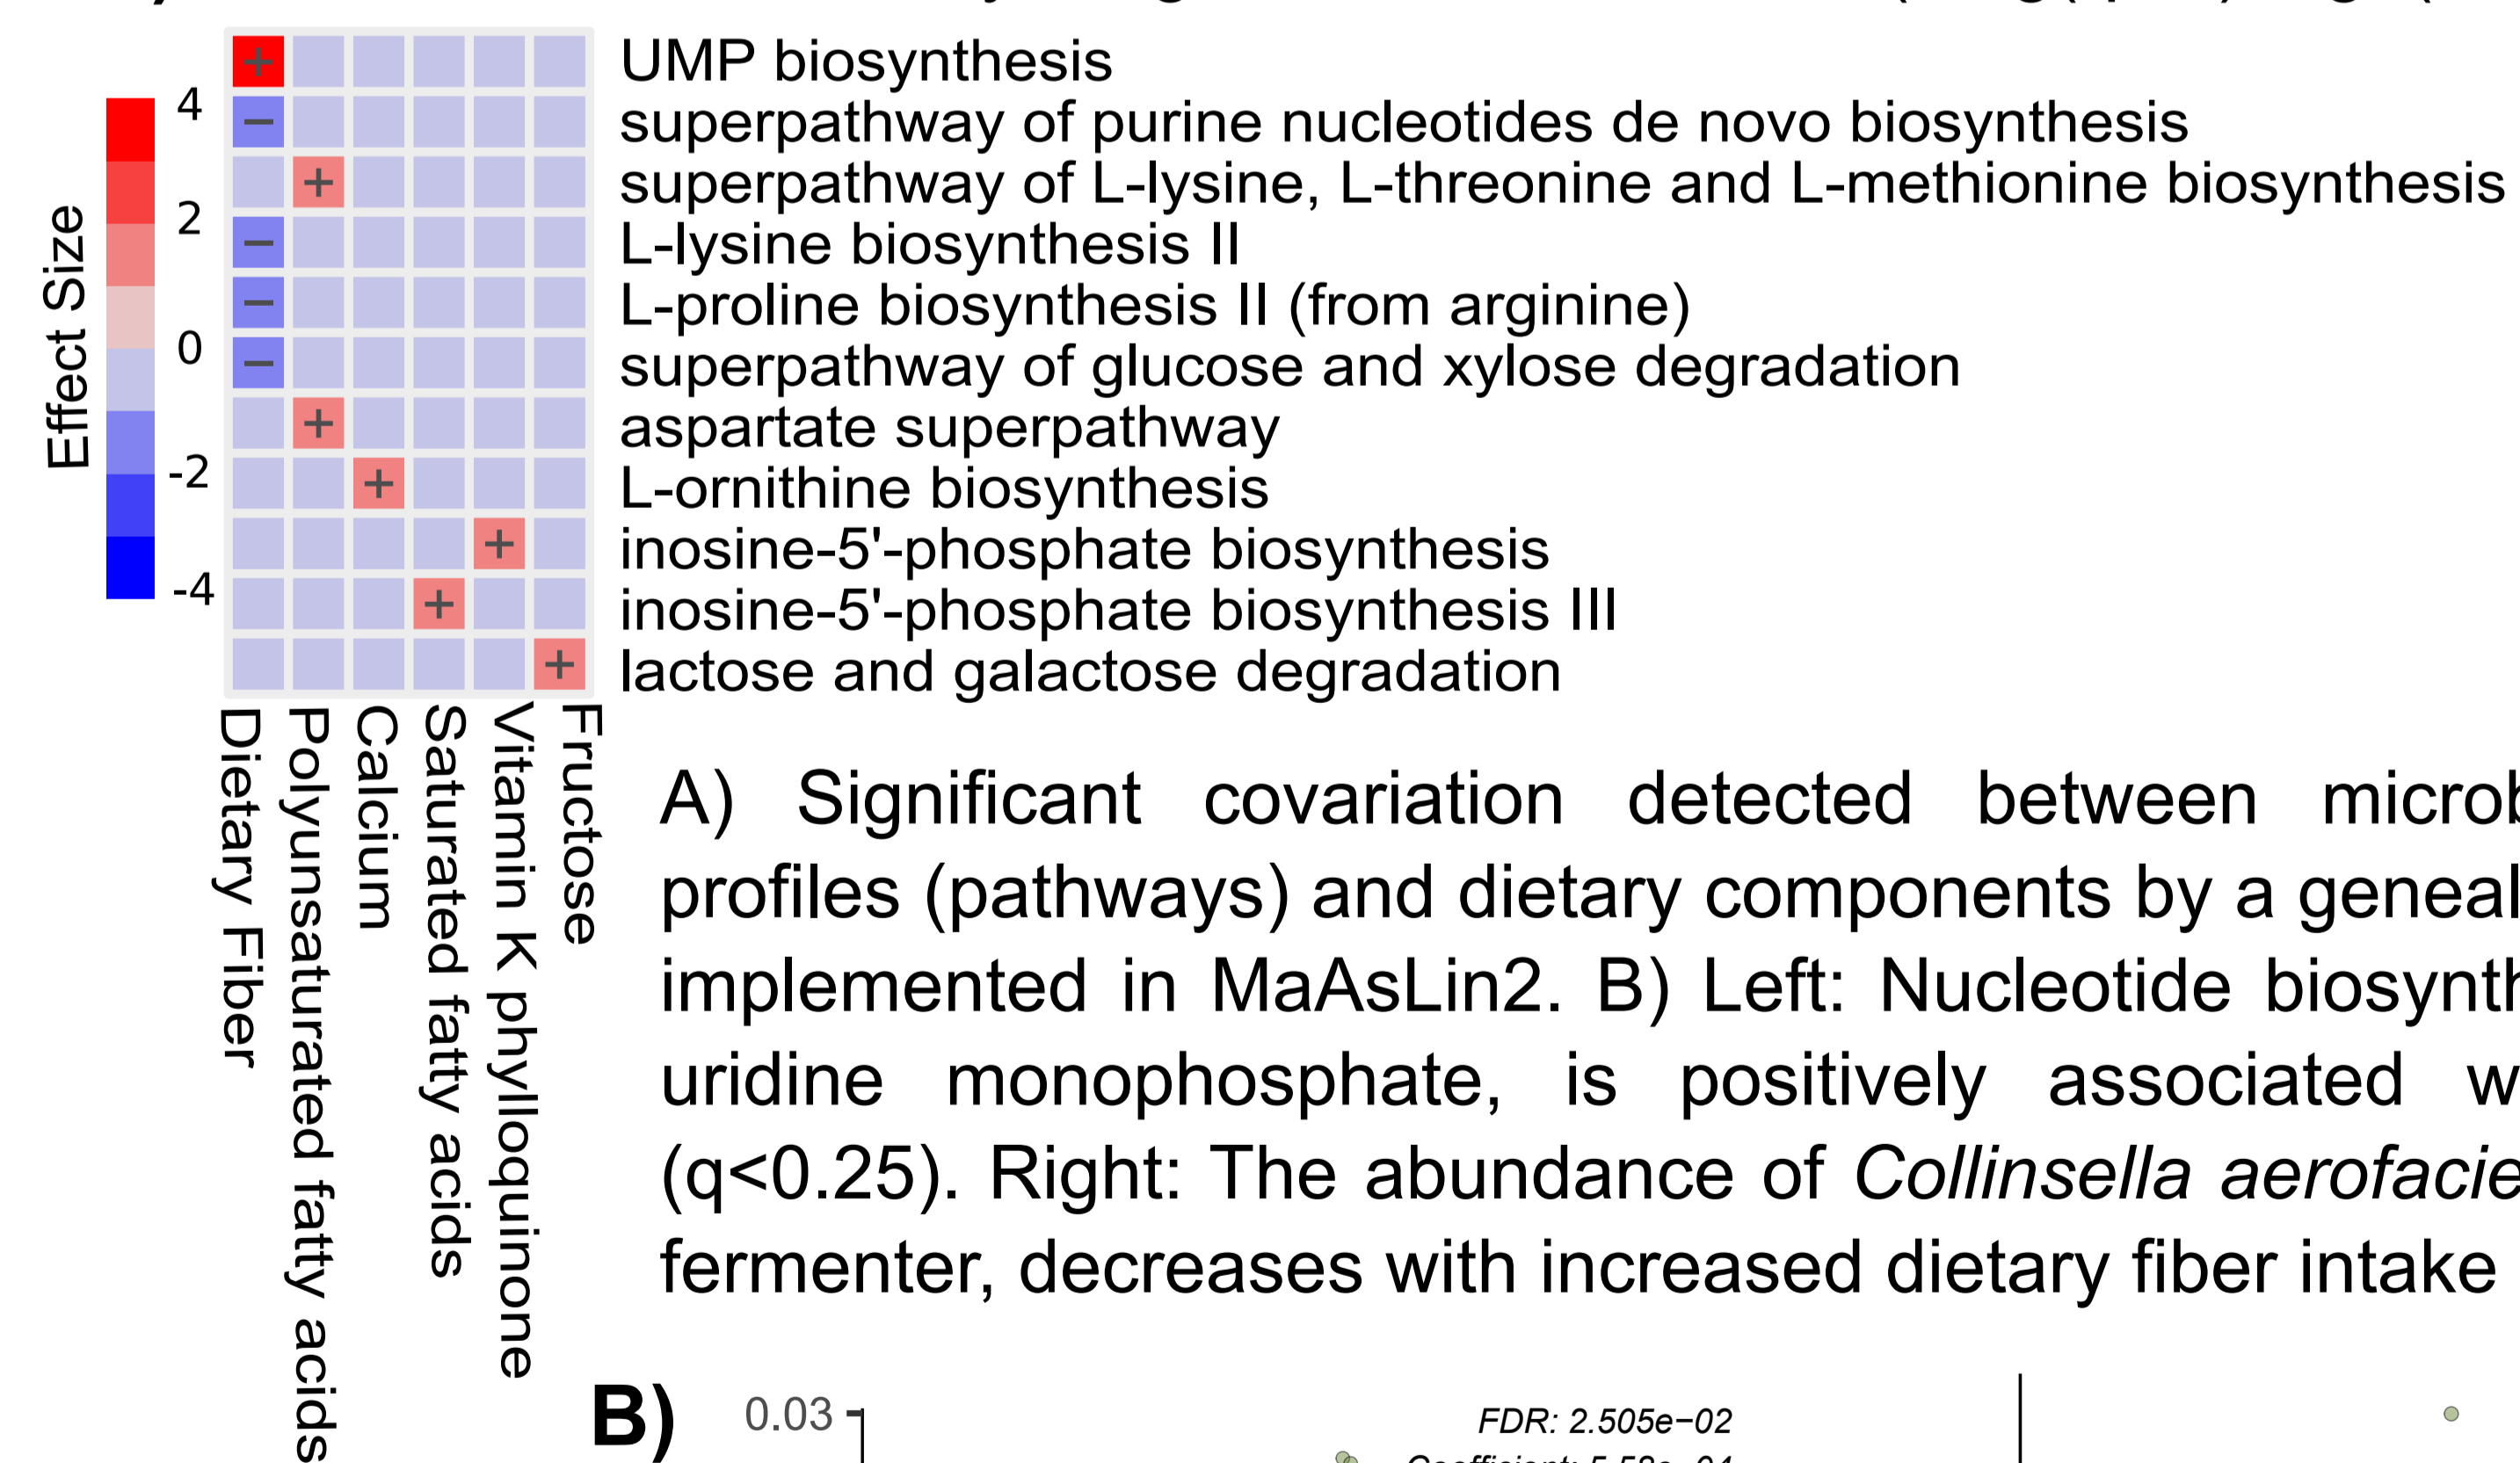 UMP biosynthesis
superpathway of purine nucleotides de novo biosynthesis
superpathway of L-lysine, L-threonine and L-methionine biosynthesis
L-lysine biosynthesis II
L-proline biosynthesis II (from arginine)
superpathway of glucose and xylose degradation
aspartate superpathway
L-ornithine biosynthesis
inosine-5'-phosphate biosynthesis
inosine-5'-phosphate biosynthesis III
lactose and galactose degradation
Effect Size
4
2
0
-2
-4
+
−
+
−
−
−
+
+
+
+
+
Dietary Fiber
Polyunsaturated fatty acids
Calcium
Saturated fatty acids
Vitamin K phylloquinone
Fructose
A) Significant covariation detected between
profiles (pathways) and dietary components by a
implemented in MaAsLin2. B) Left: Nucleotide
uridine monophosphate, is positively associated
(q<0.25). Right: The abundance of Collinsella
fermenter, decreases with increased dietary fiber intake
B)
0.03
FDR: 2.505e−02